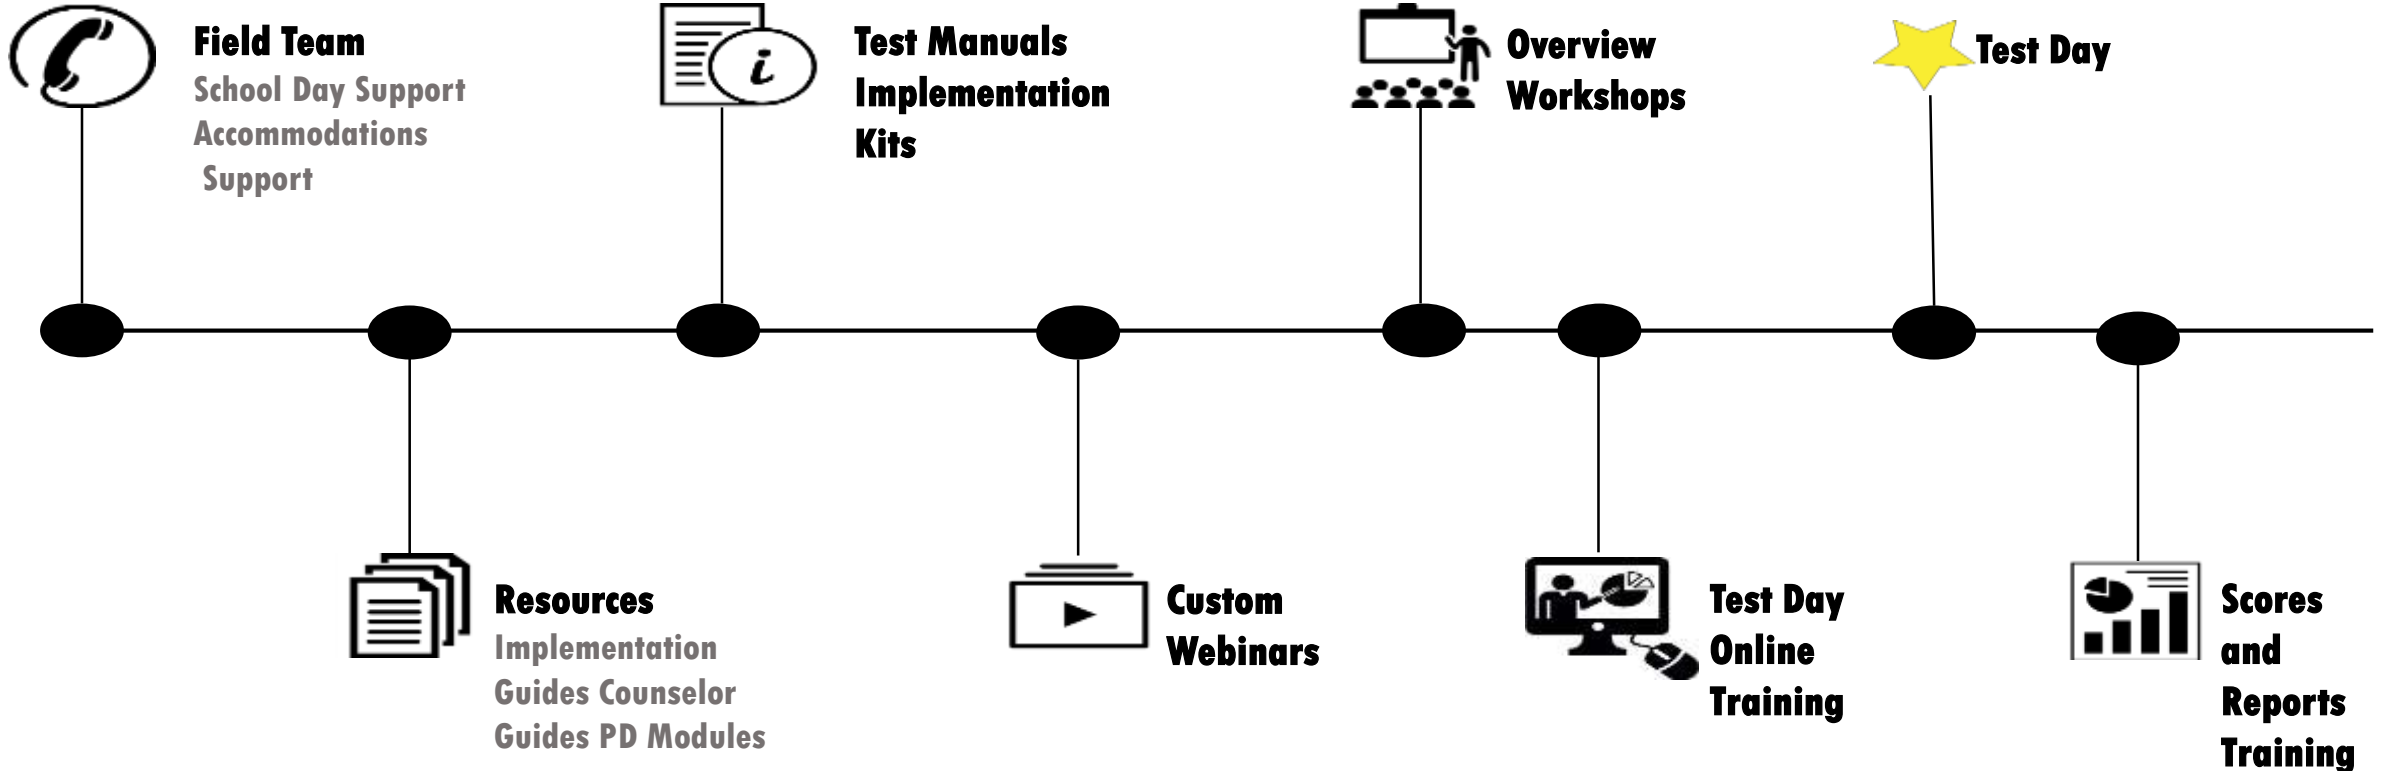 Field Team
School Day Support
Accommodations
Support
Resources
Implementation
Guides Counselor
Guides PD Modules
i
Test Manuals
Implementation
Kits
Custom
Webinars
Overview
Workshops
Test Day
Online
Training
Test Day
Scores
and
Reports
Training